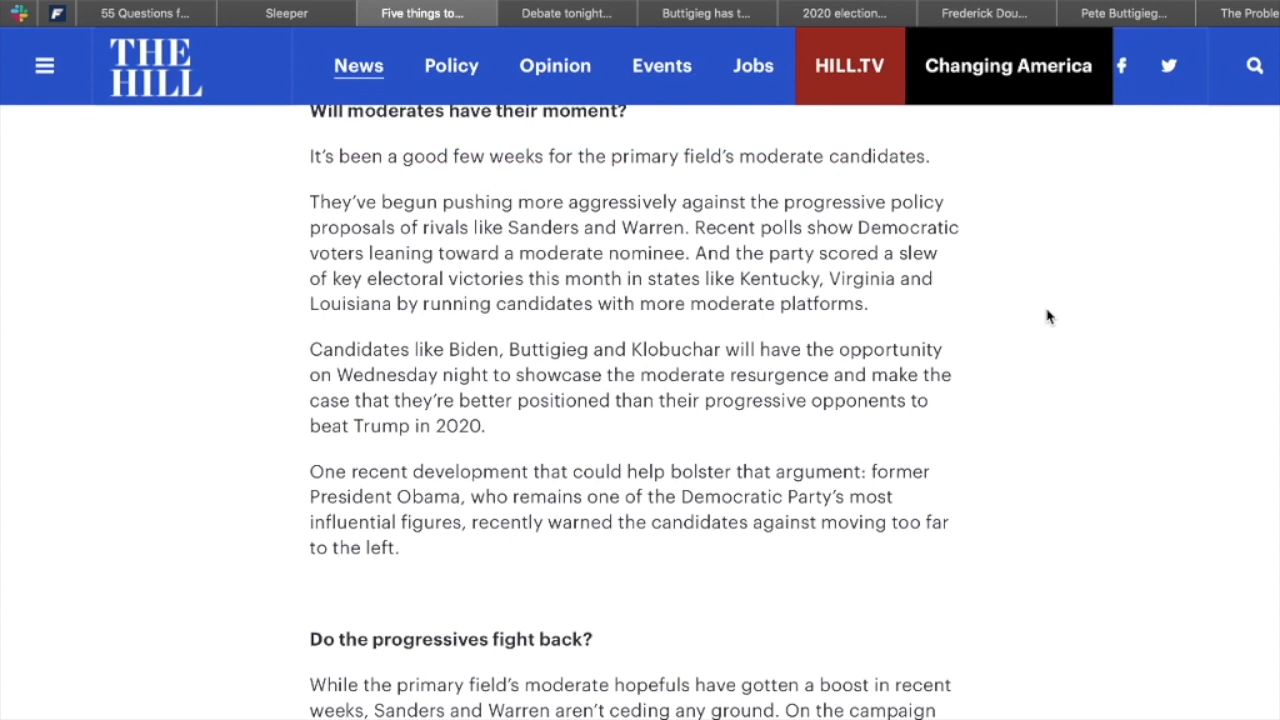 55 Questions f...
Sleeper
Five things to...
Debate tonight...
Buttigieg has t...
2020 election...
Frederick Dou...
Pete Buttigieg...
The Proble
THE
HILL
News
Policy
Opinion
Events
Jobs
HILL.TV
Changing America
Will moderates have their moment?
It’s been a good few weeks for the primary field’s moderate candidates.
They’ve begun pushing more aggressively against the progressive policy
proposals of rivals like Sanders and Warren. Recent polls show Democratic
voters leaning toward a moderate nominee. And the party scored a slew
of key electoral victories this month in states like Kentucky, Virginia and
Louisiana by running candidates with more moderate platforms.
Candidates like Biden, Buttigieg and Klobuchar will have the opportunity
on Wednesday night to showcase the moderate resurgence and make the
case that they’re better positioned than their progressive opponents to
beat Trump in 2020.
One recent development that could help bolster that argument: former
President Obama, who remains one of the Democratic Party’s most
influential figures, recently warned the candidates against moving too far
to the left.
Do the progressives fight back?
While the primary field’s moderate hopefuls have gotten a boost in recent
weeks, Sanders and Warren aren’t ceding any ground. On the campaign